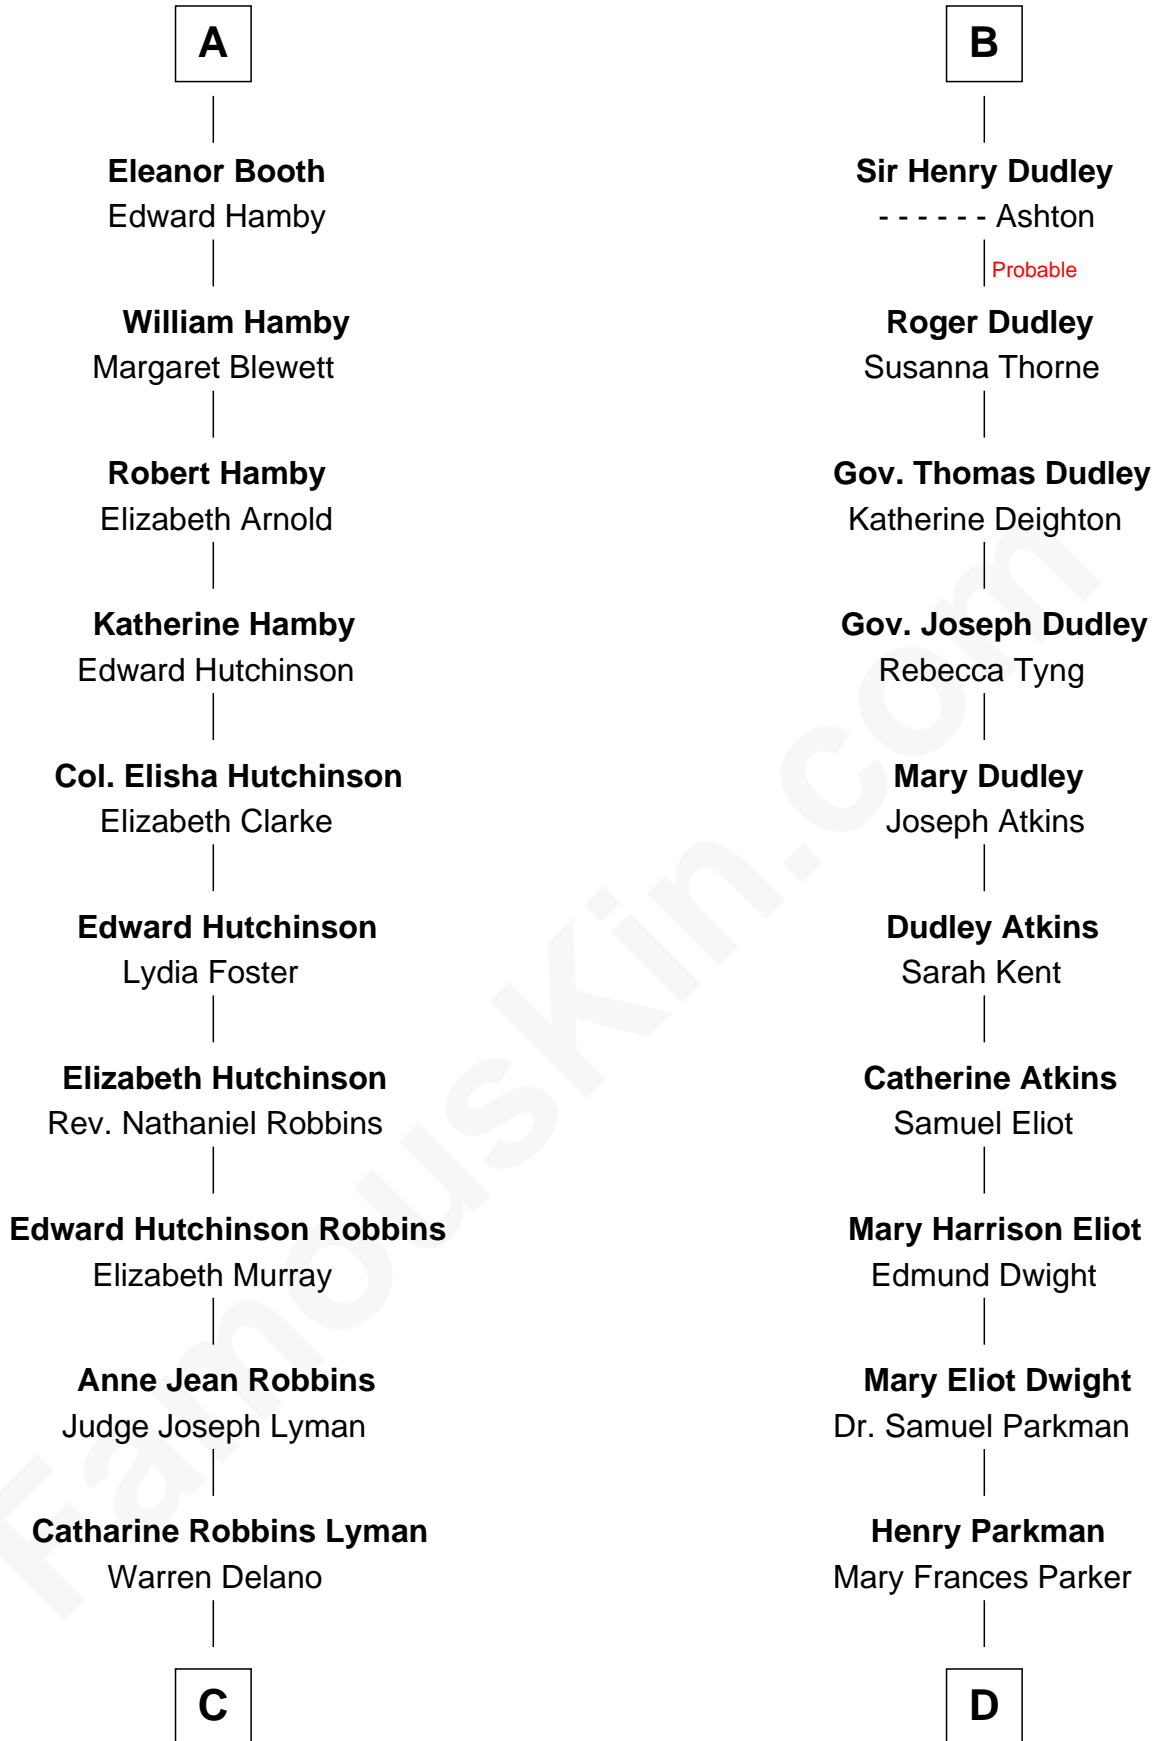 A
Eleanor Booth
Edward Hamby
William Hamby
Margaret Blewett
Robert Hamby
Elizabeth Arnold
Katherine Hamby
Edward Hutchinson
Col. Elisha Hutchinson
Elizabeth Clarke
Edward Hutchinson
Lydia Foster
Elizabeth Hutchinson
Rev. Nathaniel Robbins
Edward Hutchinson Robbins
Elizabeth Murray
Anne Jean Robbins
Judge Joseph Lyman
Catharine Robbins Lyman
Warren Delano
C
B
Sir Henry Dudley
- - - - - - Ashton
Probable
Roger Dudley
Susanna Thorne
Gov. Thomas Dudley
Katherine Deighton
Gov. Joseph Dudley
Rebecca Tyng
Mary Dudley
Joseph Atkins
Dudley Atkins
Sarah Kent
Catherine Atkins
Samuel Eliot
Mary Harrison Eliot
Edmund Dwight
Mary Eliot Dwight
Dr. Samuel Parkman
Henry Parkman
Mary Frances Parker
D
FamousKin.com